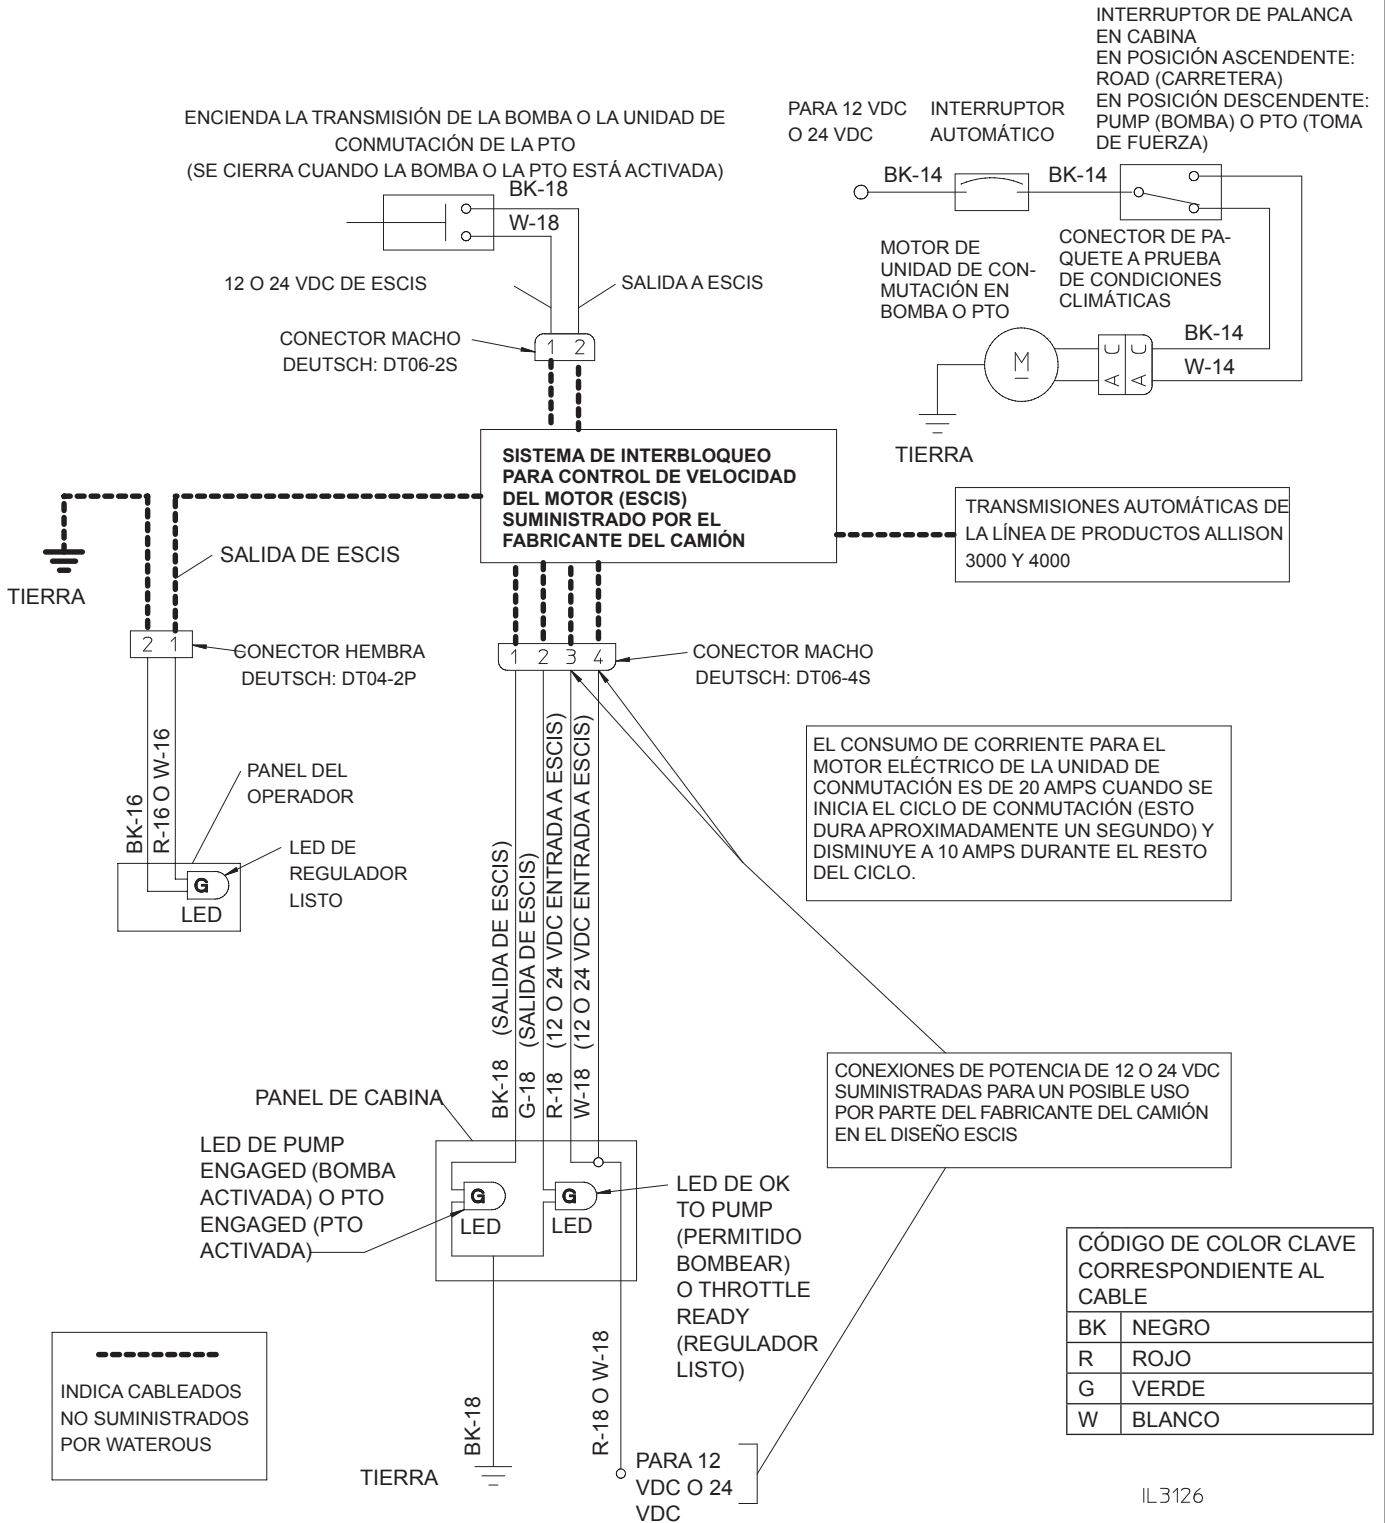 INTERRUPTOR DE PALANCA
EN CABINA
EN POSICIÓN ASCENDENTE:
ROAD (CARRETERA)
EN POSICIÓN DESCENDENTE:
PUMP (BOMBA) O PTO (TOMA
DE FUERZA)
PARA 12 VDC
O 24 VDC
INTERRUPTOR
AUTOMÁTICO
BK-14
BK-14
ENCIENDA LA TRANSMISIÓN DE LA BOMBA O LA UNIDAD DE
CONMUTACIÓN DE LA PTO
(SE CIERRA CUANDO LA BOMBA O LA PTO ESTÁ ACTIVADA)
BK-18
W-18
12 O 24 VDC DE ESCIS
SALIDA A ESCIS
CONECTOR MACHO
DEUTSCH: DT06-2S
1 2
MOTOR DE
UNIDAD DE CON-
MUTACIÓN EN
BOMBA O PTO
CONECTOR DE PA-
QUETE A PRUEBA
DE CONDICIONES
CLIMÁTICAS
BK-14
W-14
M
A C
A C
TIERRA
SISTEMA DE INTERBLOQUEO
PARA CONTROL DE VELOCIDAD
DEL MOTOR (ESCIS)
SUMINISTRADO POR EL
FABRICANTE DEL CAMIÓN
TRANSMISIONES AUTOMÁTICAS DE
LA LÍNEA DE PRODUCTOS ALLISON
3000 Y 4000
SALIDA DE ESCIS
TIERRA
2 1
CONECTOR HEMBRA
DEUTSCH: DT04-2P
1 2 3 4
CONECTOR MACHO
DEUTSCH: DT06-4S
BK-16
R-16 O W-16
PANEL DEL
OPERADOR
LED DE
REGULADOR
LISTO
G
LED
EL CONSUMO DE CORRIENTE PARA EL
MOTOR ELÉCTRICO DE LA UNIDAD DE
CONMUTACIÓN ES DE 20 AMPS CUANDO SE
INICIA EL CICLO DE CONMUTACIÓN (ESTO
DURA APROXIMADAMENTE UN SEGUNDO) Y
DISMINUYE A 10 AMPS DURANTE EL RESTO
DEL CICLO.
BK-18 (SALIDA DE ESCIS)
G-18 (SALIDA DE ESCIS)
R-18 (12 O 24 VDC ENTRADA A ESCIS)
W-18 (12 O 24 VDC ENTRADA A ESCIS)
CONEXIONES DE POTENCIA DE 12 O 24 VDC
SUMINISTRADAS PARA UN POSIBLE USO
POR PARTE DEL FABRICANTE DEL CAMIÓN
EN EL DISEÑO ESCIS
PANEL DE CABINA
LED DE PUMP
ENGAGED (BOMBA
ACTIVADA) O PTO
ENGAGED (PTO
ACTIVADA)
G
LED
G
LED
LED DE OK
TO PUMP
(PERMITIDO
BOMBEAR)
O THROTTLE
READY
(REGULADOR
LISTO)
BK-18
R-18 O W-18
TIERRA
PARA 12
VDC O 24
VDC
INDICA CABLEADOS
NO SUMINISTRADOS
POR WATEROUS
CÓDIGO DE COLOR CLAVE
CORRESPONDIENTE AL
CABLE
BK NEGRO
R ROJO
G VERDE
W BLANCO
IL3126